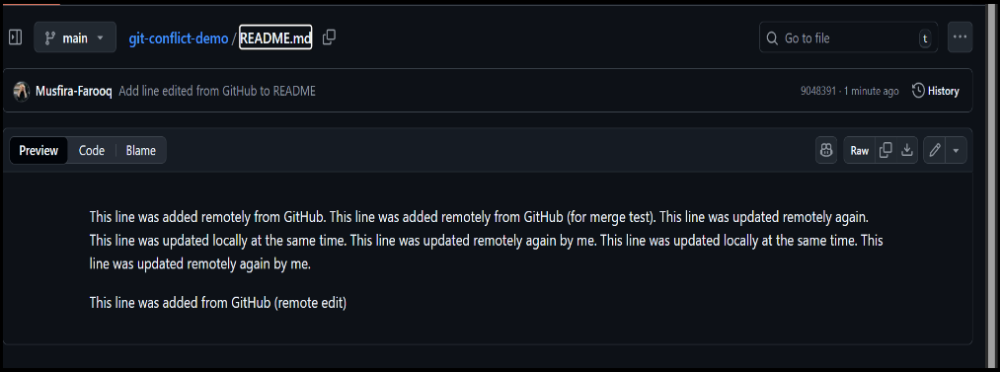 main
git-conflict-demo / README.md
Go to file
t
Musfira-Farooq Add line edited from GitHub to README
9048391 · 1 minute ago
History
Preview
Code
Blame
Raw
This line was added remotely from GitHub. This line was added remotely from GitHub (for merge test). This line was updated remotely again.
This line was updated locally at the same time. This line was updated remotely again by me. This line was updated locally at the same time. This
line was updated remotely again by me.
This line was added from GitHub (remote edit)